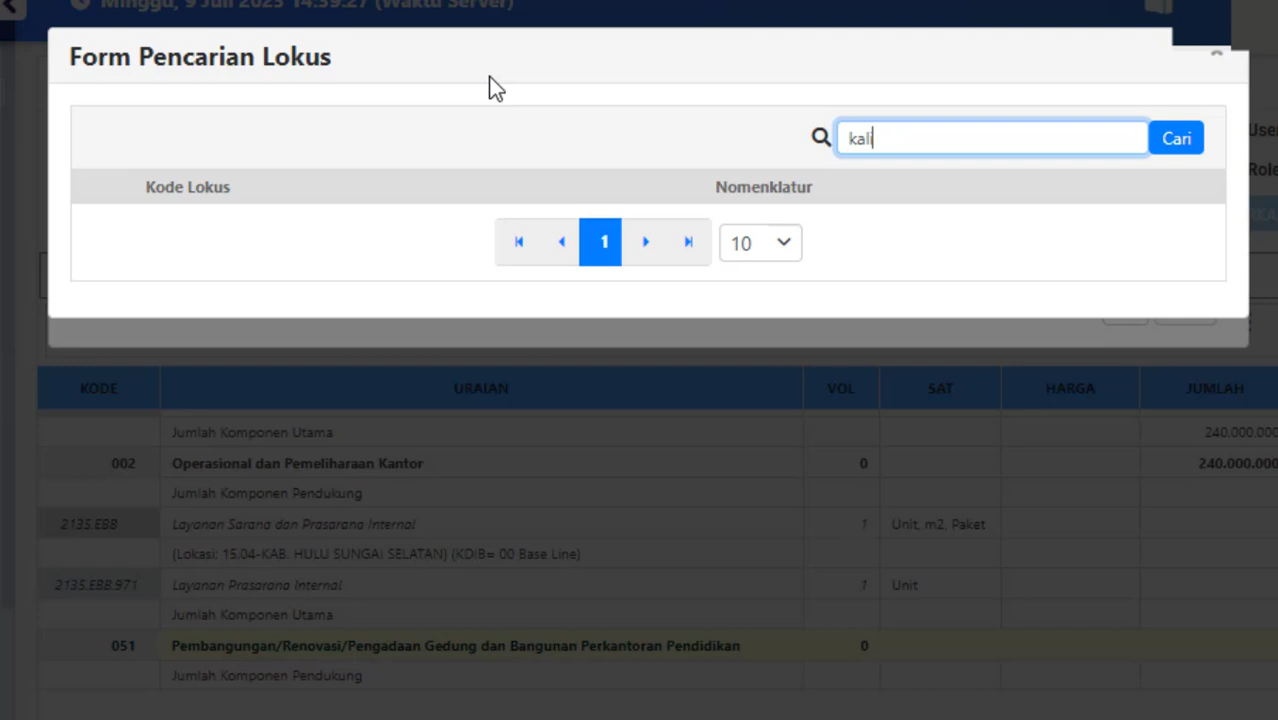 Minggu, 9 Juli 2023 14:39:27 (Waktu Server)
Form Pencarian Lokus
kali
Cari
Kode Lokus Nomenklatur
1
10
KODE URAIAN VOL SAT HARGA JUMLAH
Jumlah Komponen Utama 240.000.000
002 Operasional dan Pemeliharaan Kantor 0 240.000.000
Jumlah Komponen Pendukung
2135.EBB Layanan Sarana dan Prasarana Internal 1 Unit, m2, Paket
(Lokasi: 15.04-KAB. HULU SUNGAI SELATAN) (KDIB= 00 Base Line)
2135.EBB.971 Layanan Prasarana Internal 1 Unit
Jumlah Komponen Utama
051 Pembangunan/Renovasi/Pengadaan Gedung dan Bangunan Perkantoran Pendidikan 0
Jumlah Komponen Pendukung